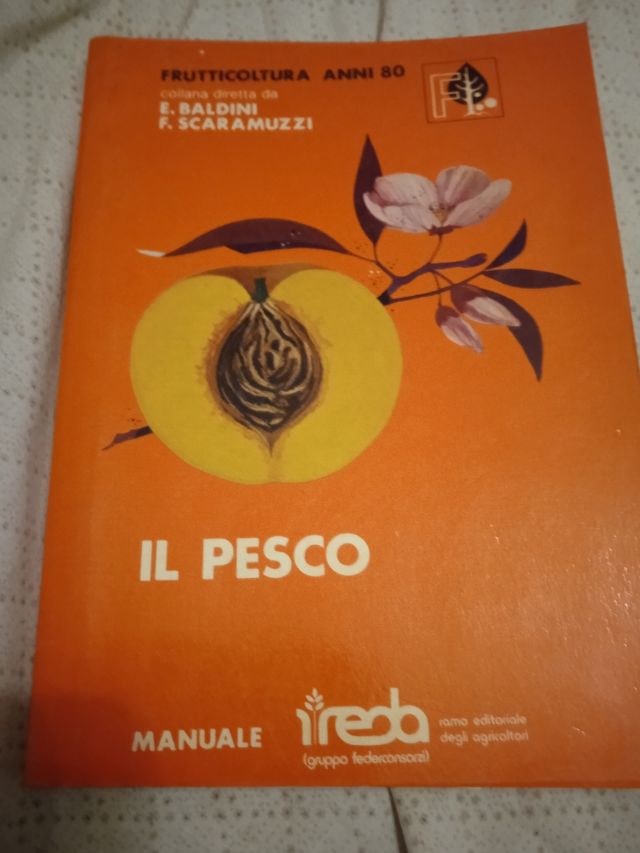 FRUTTICOLTURA ANNI 80
collana diretta da
E. BALDINI
F. SCARAMUZZI
F
IL PESCO
MANUALE
reda
(gruppo federconsorzi)
ramo editoriale
degli agricoltori